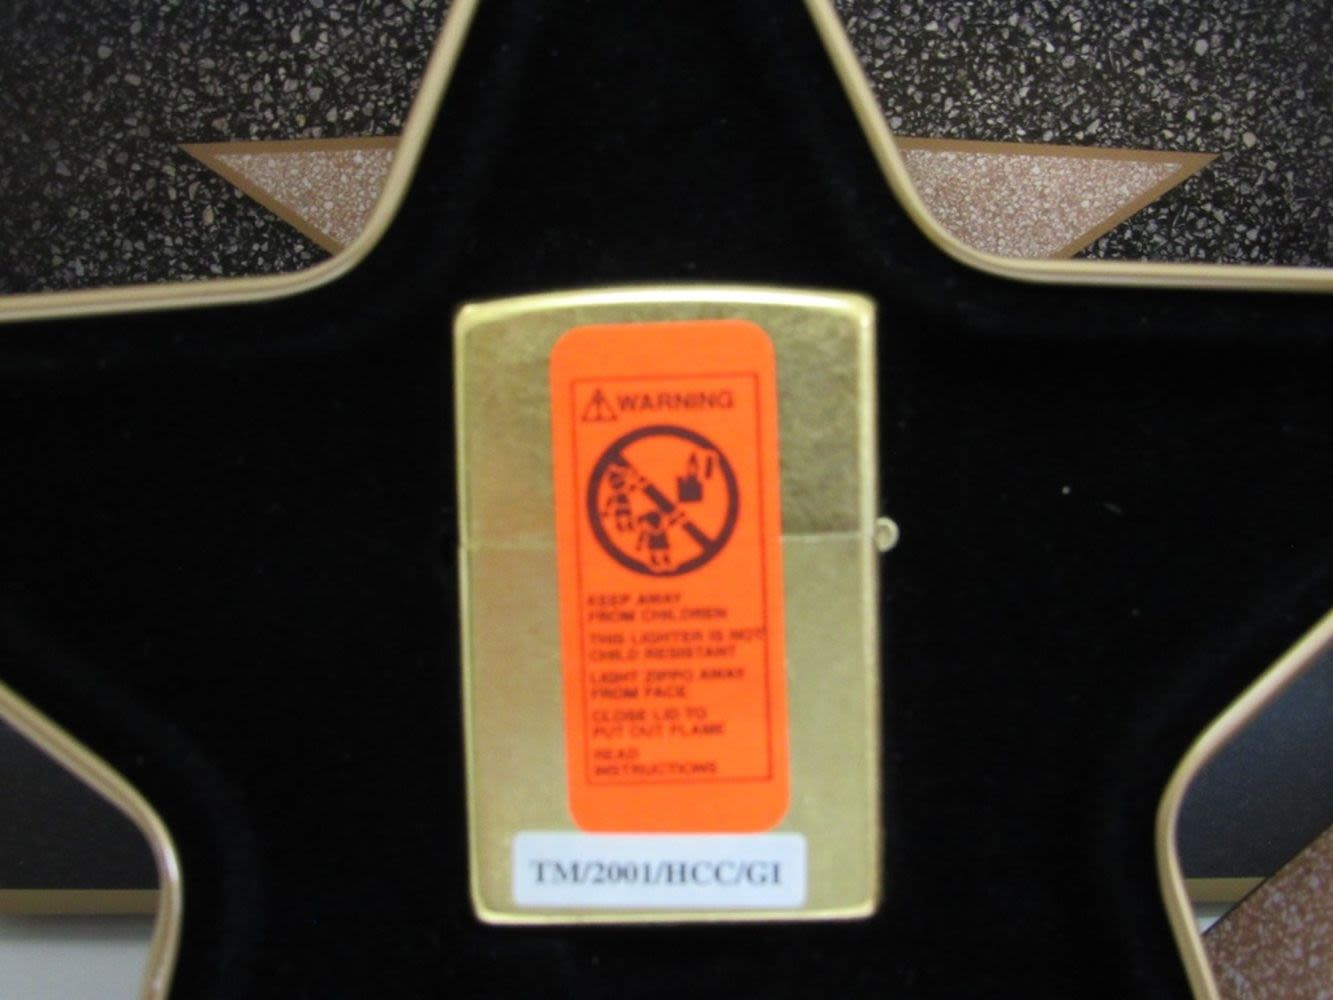 WARNING
KEEP AWAY
FROM CHILDREN
THIS LIGHTER IS NOT
CHILD RESISTANT
LIGHT ZIPPO AWAY
FROM FACE
CLOSE LID TO
PUT OUT FLAME
READ
INSTRUCTIONS
TM/2001/HCC/GI